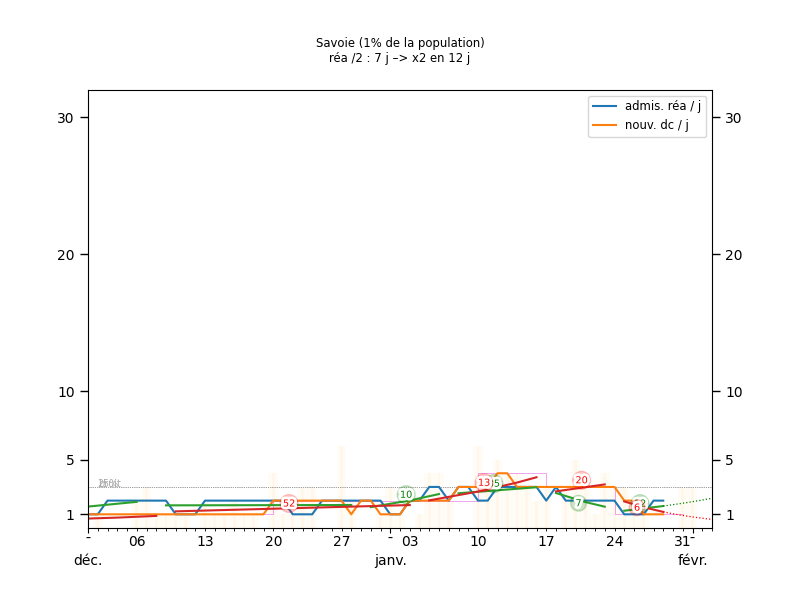 Savoie (1% de la population)
réa /2 : 7 j –> x2 en 12 j
admis. réa / j
nouv. dc / j
30 30
20 20
10 10
5 5
1 1
52
10
13
20
7
6
- 06 13 20 27 - 03 10 17 24 31 -
déc. janv. févr.